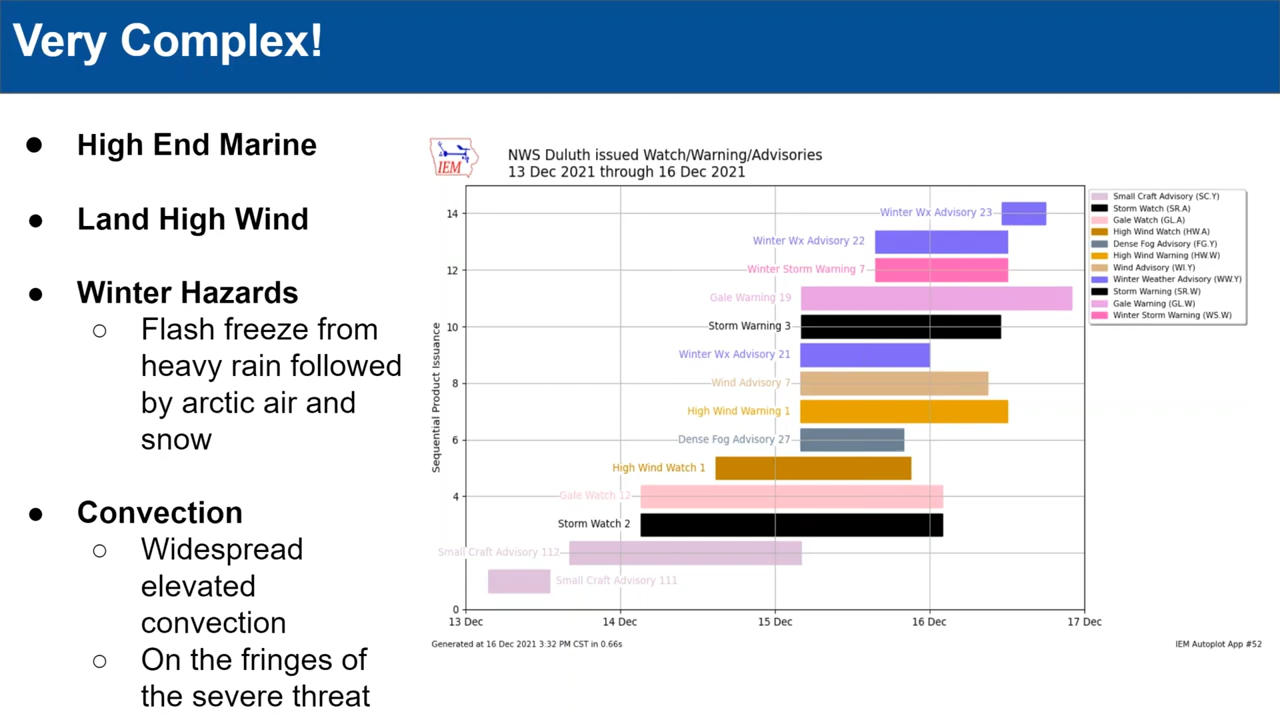 Very Complex!
● High End Marine
● Land High Wind
● Winter Hazards
○ Flash freeze from
heavy rain followed
by arctic air and
snow
● Convection
○ Widespread
elevated
convection
○ On the fringes of
the severe threat
IEM
NWS Duluth issued Watch/Warning/Advisories
13 Dec 2021 through 16 Dec 2021
Sequential Product Issuance
14
12
10
8
6
4
2
0
Winter Wx Advisory 23
Winter Wx Advisory 22
Winter Storm Warning 7
Gale Warning 19
Storm Warning 3
Winter Wx Advisory 21
Wind Advisory 7
High Wind Warning 1
Dense Fog Advisory 27
High Wind Watch 1
Gale Watch 12
Storm Watch 2
Small Craft Advisory 112
Small Craft Advisory 111
13 Dec
14 Dec
15 Dec
16 Dec
17 Dec
Small Craft Advisory (SC.Y)
Storm Watch (SR.A)
Gale Watch (GL.A)
High Wind Watch (HW.A)
Dense Fog Advisory (FG.Y)
High Wind Warning (HW.W)
Wind Advisory (WI.Y)
Winter Weather Advisory (WW.Y)
Storm Warning (SR.W)
Gale Warning (GL.W)
Winter Storm Warning (WS.W)
Generated at 16 Dec 2021 3:32 PM CST in 0.66s
IEM Autoplot App #52